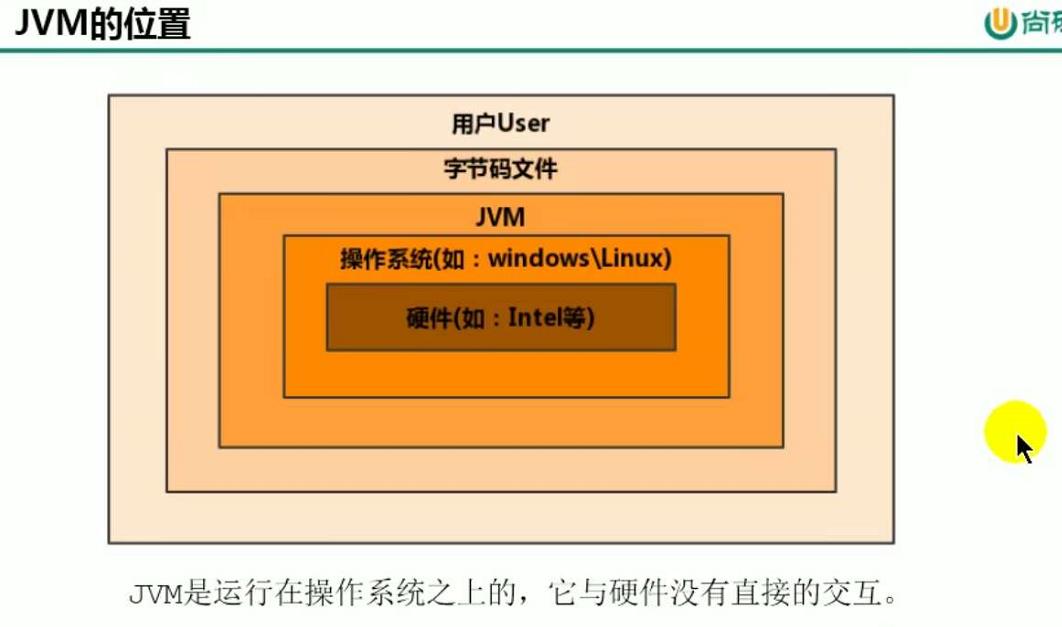 JVM的位置
尚
用户User
字节码文件
JVM
操作系统(如：windows\Linux)
硬件(如：Intel等)
JVM是运行在操作系统之上的，它与硬件没有直接的交互。